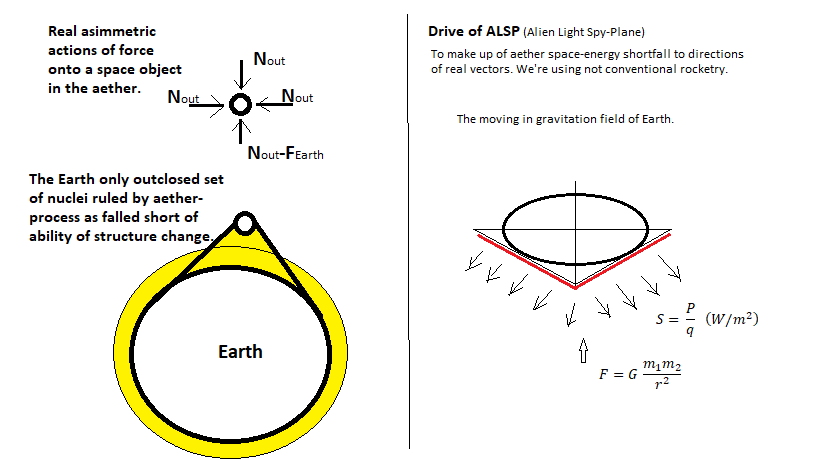 Real asimmetric
actions of force
onto a space object
in the aether.
Nout
Nout
Nout
Nout-FEarth
The Earth only outclosed set
of nuclei ruled by aether-
process as falled short of
ability of structure change.
Earth
Drive of ALSP (Alien Light Spy-Plane)
To make up of aether space-energy shortfall to directions
of real vectors. We're using not conventional rocketry.
The moving in gravitation field of Earth.
S = P/q (W/m²)
F = G m₁m₂/r²